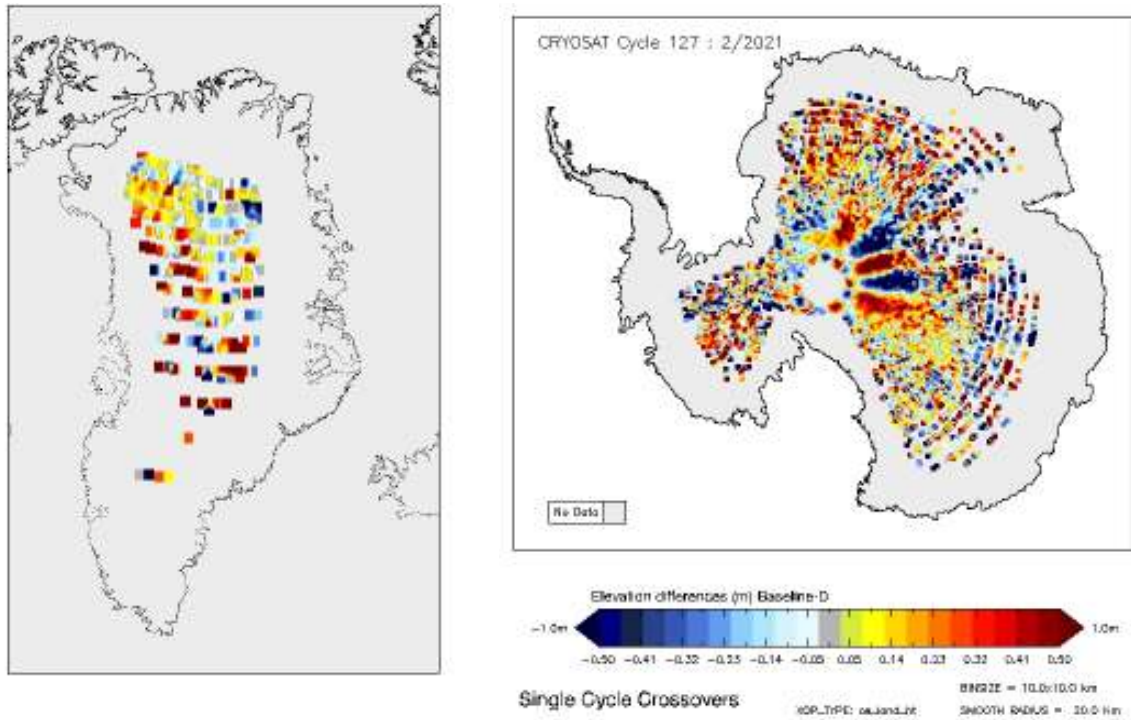 CRYOSAT Cycle 127 : 2/2021
No Data
Elevation differences (m) Baseline-D
-1.0m
1.0m
-0.50 -0.41 -0.32 -0.23 -0.14 -0.05 0.05 0.14 0.23 0.32 0.41 0.50
Single Cycle Crossovers
BINSIZE = 10.0x10.0 km
SMOOTH RADIUS = 20.0 Km